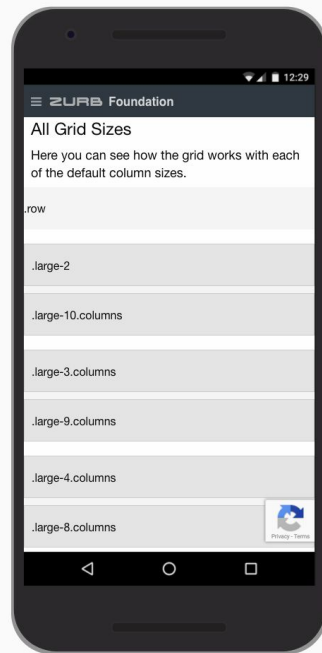 12:29
ZURB Foundation
All Grid Sizes
Here you can see how the grid works with each
of the default column sizes.
.row
.large-2
.large-10.columns
.large-3.columns
.large-9.columns
.large-4.columns
.large-8.columns
Privacy - Terms